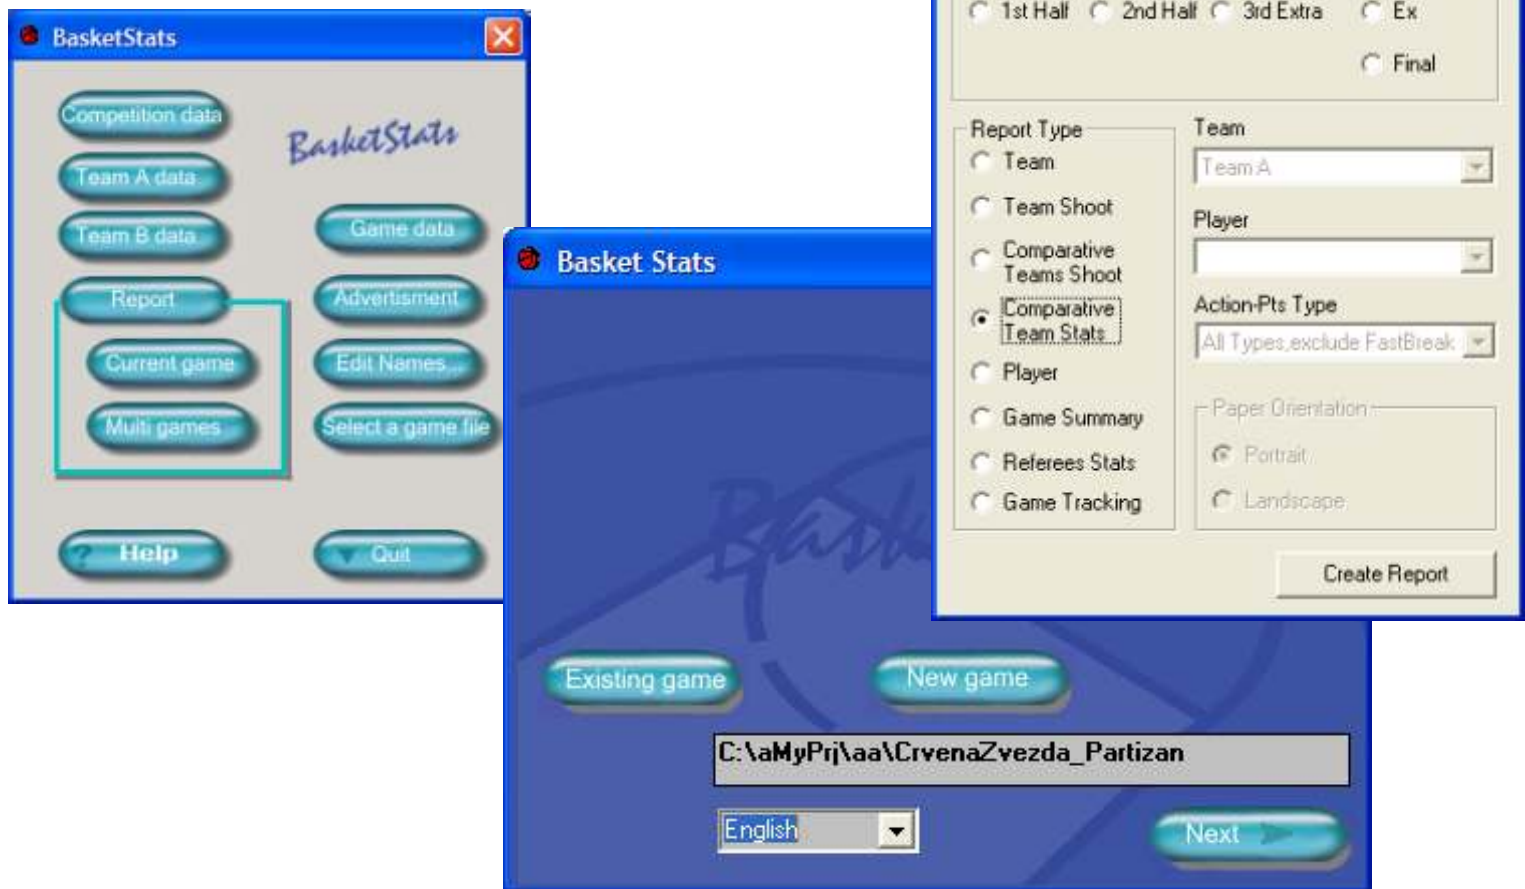 BasketStats
Competition data
BasketStats
Team A data
Team B data
Game data
Report
Advertisment
Current game
Edit Names...
Multi games
Select a game file
? Help
Quit
Basket Stats
Existing game
New game
C:\aMyPrj\aa\CrvenaZvezda_Partizan
English
Next
1st Half
2nd Half
3rd Extra
Ex
Final
Report Type
Team
Team Shoot
Comparative
Teams Shoot
Comparative
Team Stats
Player
Game Summary
Referees Stats
Game Tracking
Team
Team A
Player
Action-Pts Type
All Types,exclude FastBreak
Paper Orientation
Portrait
Landscape
Create Report